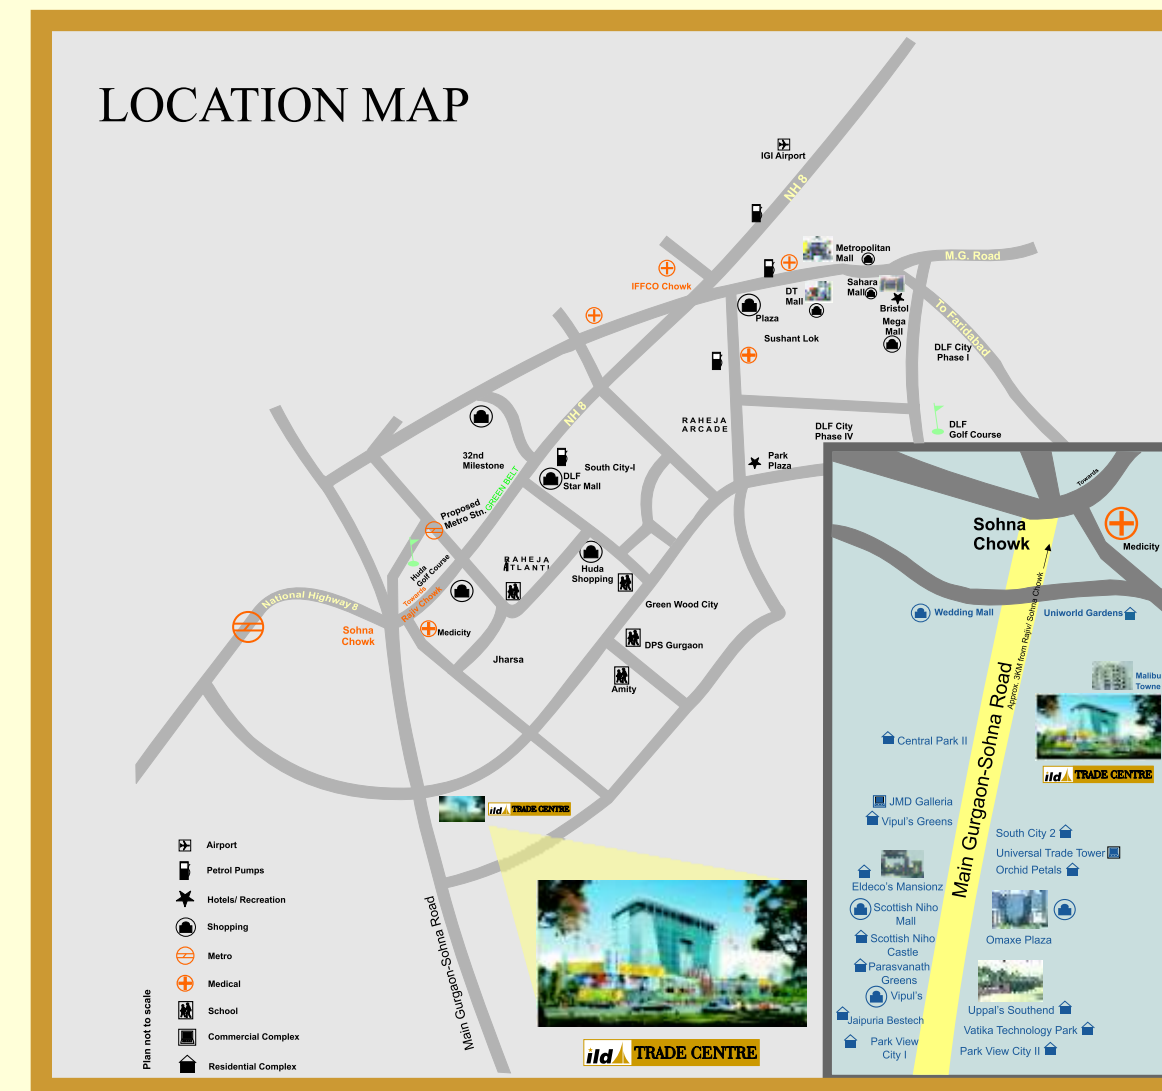 LOCATION MAP
IGI Airport
NH 8
Metropolitan
Mall
M.G. Road
IFFCO Chowk
Sahara
Mall
DT
Mall
Bristol
To Faridabad
Plaza
Mega
Mall
Sushant Lok
DLF City
Phase I
NH 8
RAHEJA
ARCADE
DLF City
Phase IV
DLF
Golf Course
32nd
Milestone
South City-I
Park
Plaza
DLF
Star Mall
GREEN BELT
Proposed
Metro Stn.
RAHEJA
ATLANTI
Huda
Golf Course
Huda
Shopping
Towards
Rajiv Chowk
National Highway 8
Green Wood City
Sohna
Chowk
Medicity
DPS Gurgaon
Jharsa
Amity
ild TRADE CENTRE
Main Gurgaon-Sohna Road
ild TRADE CENTRE
Airport
Petrol Pumps
Hotels/ Recreation
Shopping
Metro
Medical
School
Commercial Complex
Residential Complex
Plan not to scale
Towards
Sohna
Chowk
Medicity
Approx. 3KM from Rajiv/ Sohna Chowk
Wedding Mall
Uniworld Gardens
Malibu
Towne
Main Gurgaon-Sohna Road
Central Park II
ild TRADE CENTRE
JMD Galleria
Vipul's Greens
South City 2
Universal Trade Tower
Orchid Petals
Eldeco's Mansionz
Scottish Niho
Mall
Omaxe Plaza
Scottish Niho
Castle
Parasvanath
Greens
Vipul's
Uppal's Southend
Jaipuria Bestech
Vatika Technology Park
Park View
City I
Park View City II